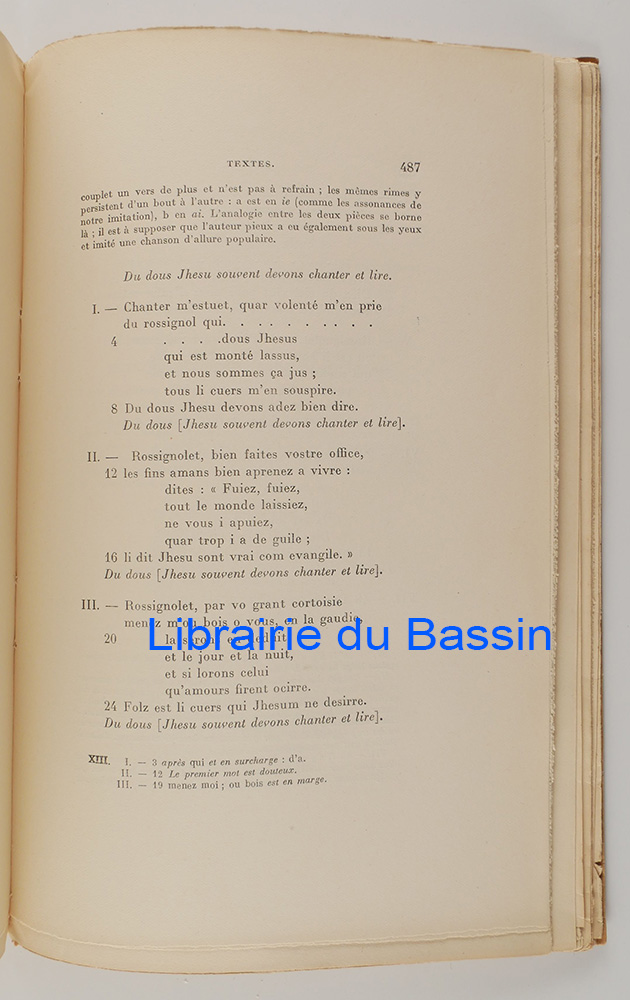 TEXTES. 487
couplet un vers de plus et n'est pas à refrain ; les mêmes rimes y
persistent d'un bout à l'autre : a est en ie (comme les assonances de
notre imitation), b en ai. L'analogie entre les deux pièces se borne
là ; il est à supposer que l'auteur pieux a eu également sous les yeux
et imité une chanson d'allure populaire.
Du dous Jhesu souvent devons chanter et lire.
I. — Chanter m'estuet, quar volenté m'en prie
du rossignol qui. . . . . . . . . .
4 . . . .dous Jhesus
qui est monté lassus,
et nous sommes ça jus ;
tous li cuers m'en souspire.
8 Du dous Jhesu devons adez bien dire.
Du dous [Jhesu souvent devons chanter et lire].
II. — Rossignolet, bien faites vostre office,
12 les fins amans bien aprenez a vivre :
dites : « Fuiez, fuiez,
tout le monde laissiez,
ne vous i apuiez,
quar trop i a de guile ;
16 li dit Jhesu sont vrai com evangile. »
Du dous [Jhesu souvent devons chanter et lire].
III. — Rossignolet, par vo grant cortoisie
menez m'ou bois o vous, en la gaudie,
Librairie du Bassin
20 la seront en deduit
et le jour et la nuit,
et si lorons celui
qu'amours firent ocirre.
24 Folz est li cuers qui Jhesum ne desirre.
Du dous [Jhesu souvent devons chanter et lire].
XIII. I. — 3 après qui et en surcharge : d'a.
II. — 12 Le premier mot est douteux.
III. — 19 menez moi ; ou bois est en marge.